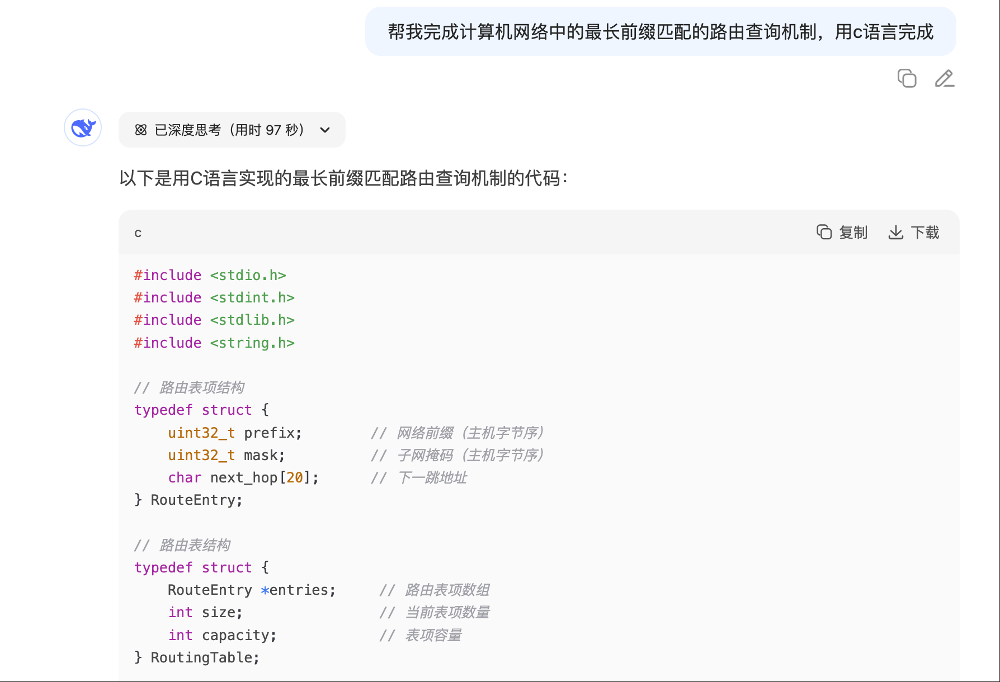 帮我完成计算机网络中的最长前缀匹配的路由查询机制，用c语言完成
已深度思考（用时 97 秒）
以下是用C语言实现的最长前缀匹配路由查询机制的代码：
c 复制 下载
#include <stdio.h>
#include <stdint.h>
#include <stdlib.h>
#include <string.h>
// 路由表项结构
typedef struct {
    uint32_t prefix;        // 网络前缀（主机字节序）
    uint32_t mask;          // 子网掩码（主机字节序）
    char next_hop[20];      // 下一跳地址
} RouteEntry;
// 路由表结构
typedef struct {
    RouteEntry *entries;     // 路由表项数组
    int size;                // 当前表项数量
    int capacity;            // 表项容量
} RoutingTable;